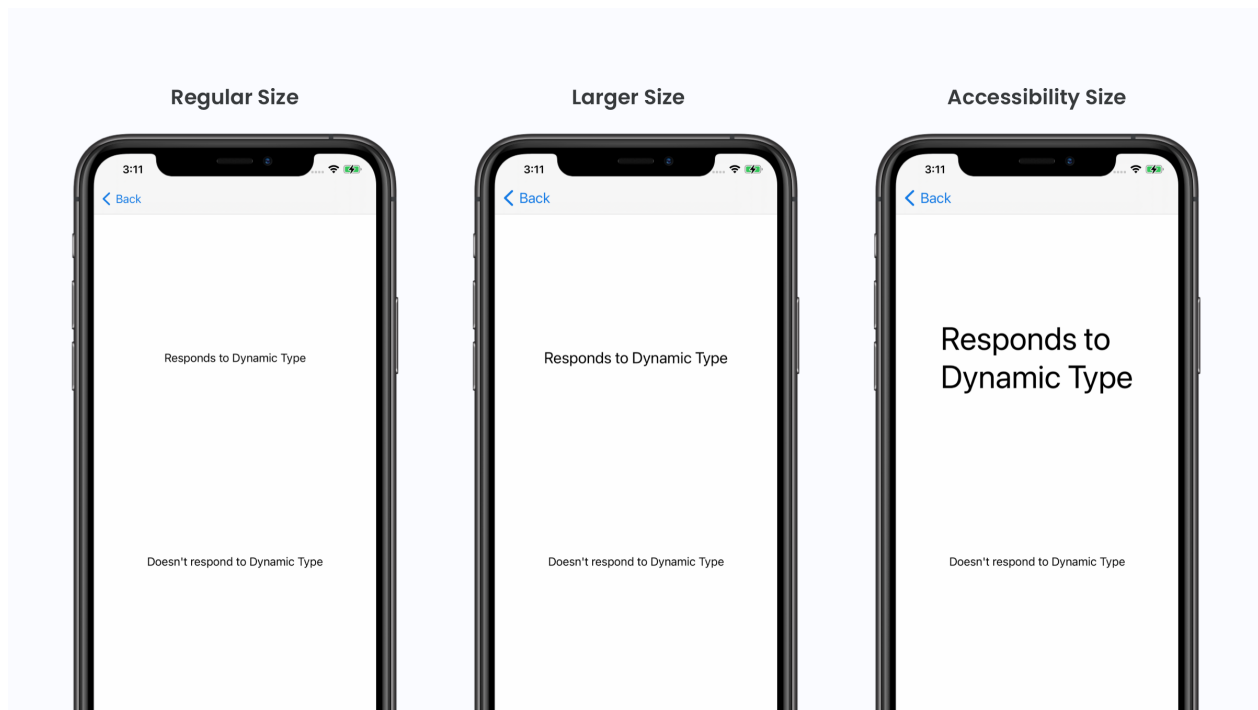 Regular Size
Larger Size
Accessibility Size
3:11
Back
Responds to Dynamic Type
Doesn't respond to Dynamic Type
3:11
Back
Responds to Dynamic Type
Doesn't respond to Dynamic Type
3:11
Back
Responds to
Dynamic Type
Doesn't respond to Dynamic Type